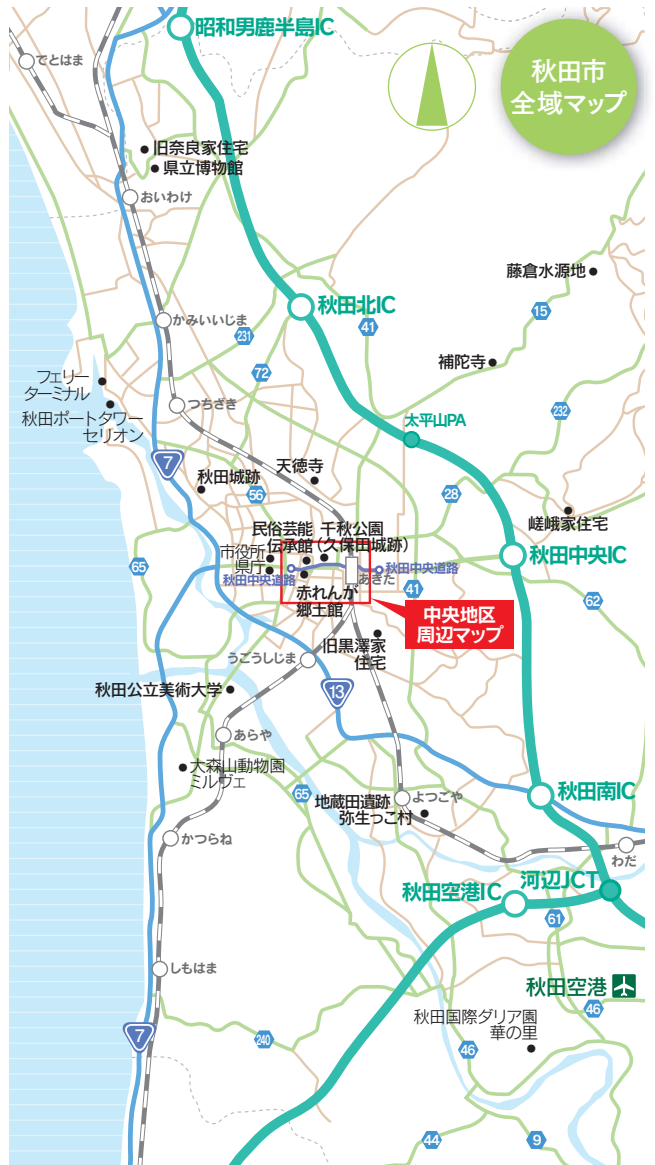 昭和男鹿半島IC
秋田市
全域マップ
でとはま
旧奈良家住宅
県立博物館
おいわけ
藤倉水源地
秋田北IC
15
かみいいじま
231
41
72
補陀寺
フェリー
ターミナル
つちざき
秋田ポートタワー
セリオン
太平山PA
232
7
天徳寺
秋田城跡
56
28
嵯峨家住宅
民俗芸能
伝承館
千秋公園
(久保田城跡)
市役所
県庁
秋田中央道路
秋田中央道路
あきた
65
秋田中央IC
41
62
赤れんが
郷土館
中央地区
周辺マップ
旧黒澤家
住宅
うごうしじま
13
秋田公立美術大学
あらや
大森山動物園
ミルヴェ
65
地蔵田遺跡
弥生っこ村
よつごや
秋田南IC
かつらね
わだ
河辺JCT
秋田空港IC
61
しもはま
秋田空港
46
秋田国際ダリア園
華の里
7
240
46
44
9